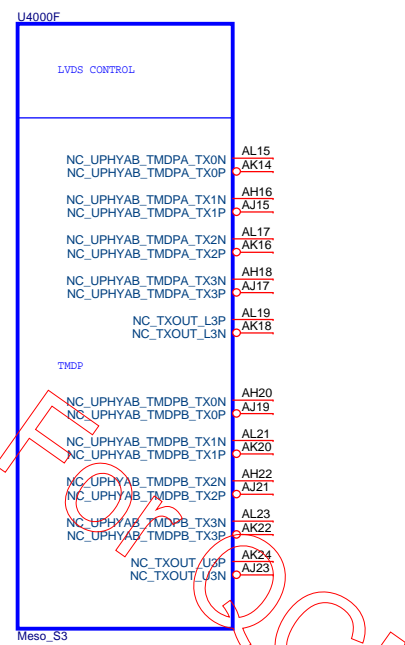 U4000F
LVDS CONTROL
NC_UPHYAB_TMDPA_TX0N AL15
NC_UPHYAB_TMDPA_TX0P AK14
NC_UPHYAB_TMDPA_TX1N AH16
NC_UPHYAB_TMDPA_TX1P AJ15
NC_UPHYAB_TMDPA_TX2N AL17
NC_UPHYAB_TMDPA_TX2P AK16
NC_UPHYAB_TMDPA_TX3N AH18
NC_UPHYAB_TMDPA_TX3P AJ17
NC_TXOUT_L3P AL19
NC_TXOUT_L3N AK18
TMDP
NC_UPHYAB_TMDPB_TX0N AH20
NC_UPHYAB_TMDPB_TX0P AJ19
NC_UPHYAB_TMDPB_TX1N AL21
NC_UPHYAB_TMDPB_TX1P AK20
NC_UPHYAB_TMDPB_TX2N AH22
NC_UPHYAB_TMDPB_TX2P AJ21
NC_UPHYAB_TMDPB_TX3N AL23
NC_UPHYAB_TMDPB_TX3P AK22
NC_TXOUT_U3P AK24
NC_TXOUT_U3N AJ23
For
Meso_S3